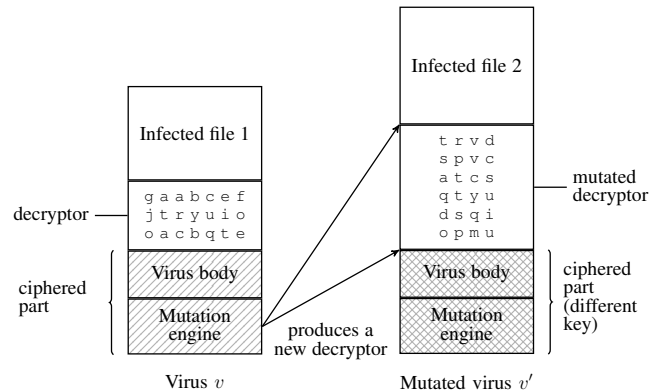 Infected file 1
g a a b c e f
j t r y u i o
o a c b q t e
decryptor
Virus body
Mutation
engine
ciphered
part
Virus v
produces a
new decryptor
Infected file 2
t r v d
s p v c
a t c s
q t y u
d s q i
o p m u
mutated
decryptor
Virus body
Mutation
engine
ciphered
part
(different
key)
Mutated virus v′